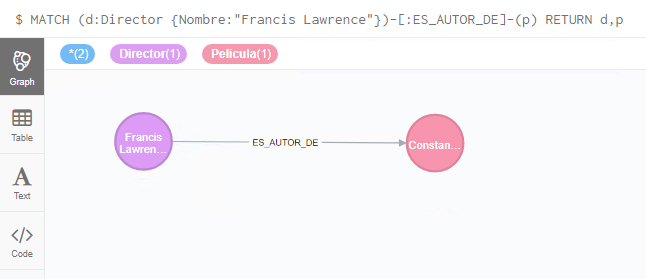 $ MATCH (d:Director {Nombre:"Francis Lawrence"})-[:ES_AUTOR_DE]-(p) RETURN d,p
*(2) Director(1) Pelicula(1)
Graph
Table
Text
Code
Francis
Lawren...
ES_AUTOR_DE
Constan...